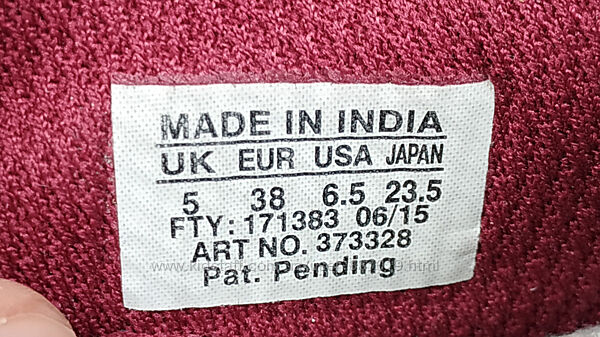 MADE IN INDIA
UK EUR USA JAPAN
5 38 6.5 23.5
FTY: 171383 06/15
ART NO. 373328
Pat. Pending